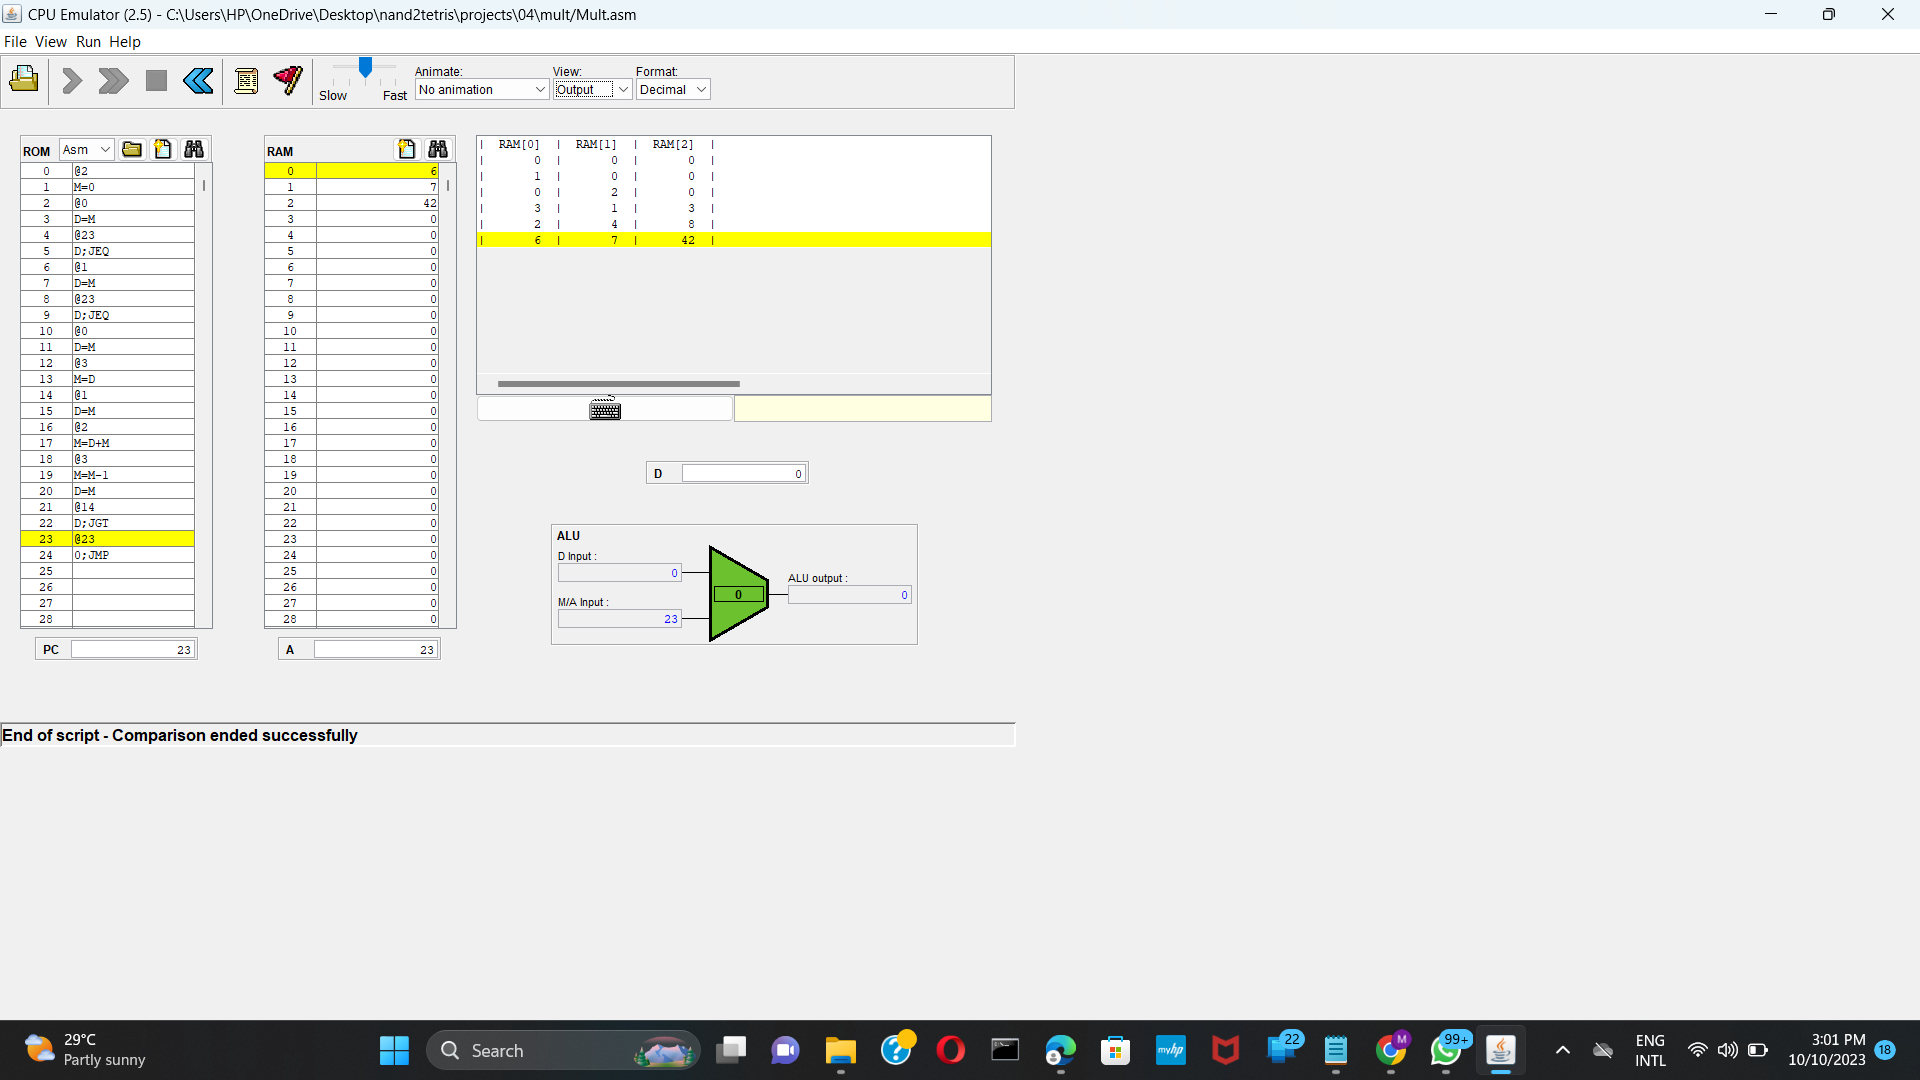 CPU Emulator (2.5) - C:\Users\HP\OneDrive\Desktop\nand2tetris\projects\04\mult/Mult.asm
File View Run Help
Slow Fast
Animate:
No animation
View:
Output
Format:
Decimal
ROM Asm
0 @2
1 M=0
2 @0
3 D=M
4 @23
5 D;JEQ
6 @1
7 D=M
8 @23
9 D;JEQ
10 @0
11 D=M
12 @3
13 M=D
14 @1
15 D=M
16 @2
17 M=D+M
18 @3
19 M=M-1
20 D=M
21 @14
22 D;JGT
23 @23
24 0;JMP
25
26
27
28
PC 23
RAM
0 6
1 7
2 42
3 0
4 0
5 0
6 0
7 0
8 0
9 0
10 0
11 0
12 0
13 0
14 0
15 0
16 0
17 0
18 0
19 0
20 0
21 0
22 0
23 0
24 0
25 0
26 0
27 0
28 0
A 23
| RAM[0] | RAM[1] | RAM[2] |
| 0 | 0 | 0 |
| 1 | 0 | 0 |
| 0 | 2 | 0 |
| 3 | 1 | 3 |
| 2 | 4 | 8 |
| 6 | 7 | 42 |
D 0
ALU
D Input :
0
M/A Input :
23
0
ALU output :
0
End of script - Comparison ended successfully
29°C
Partly sunny
Search
myhp
22
M
99+
ENG
INTL
3:01 PM
10/10/2023
18